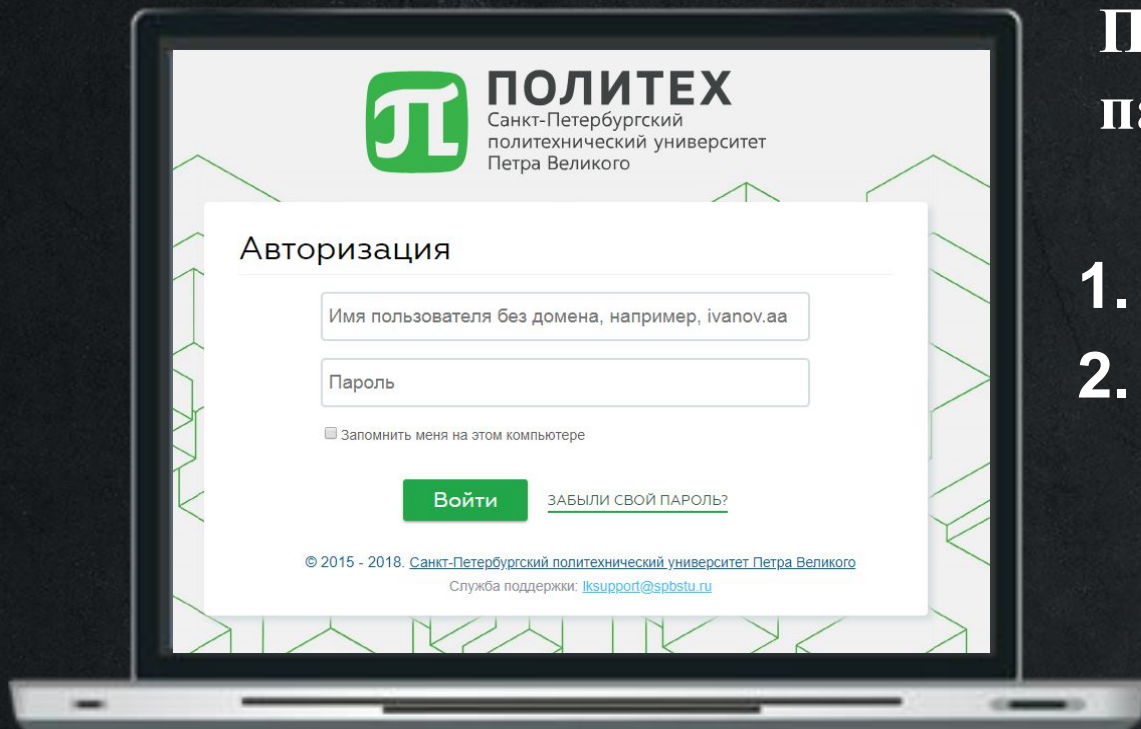 ПОЛИТЕХ
Санкт-Петербургский
политехнический университет
Петра Великого
Авторизация
Имя пользователя без домена, например, ivanov.aa
Пароль
Запомнить меня на этом компьютере
Войти
ЗАБЫЛИ СВОЙ ПАРОЛЬ?
© 2015 - 2018. Санкт-Петербургский политехнический университет Петра Великого
Служба поддержки: lksupport@spbstu.ru
1.
2.